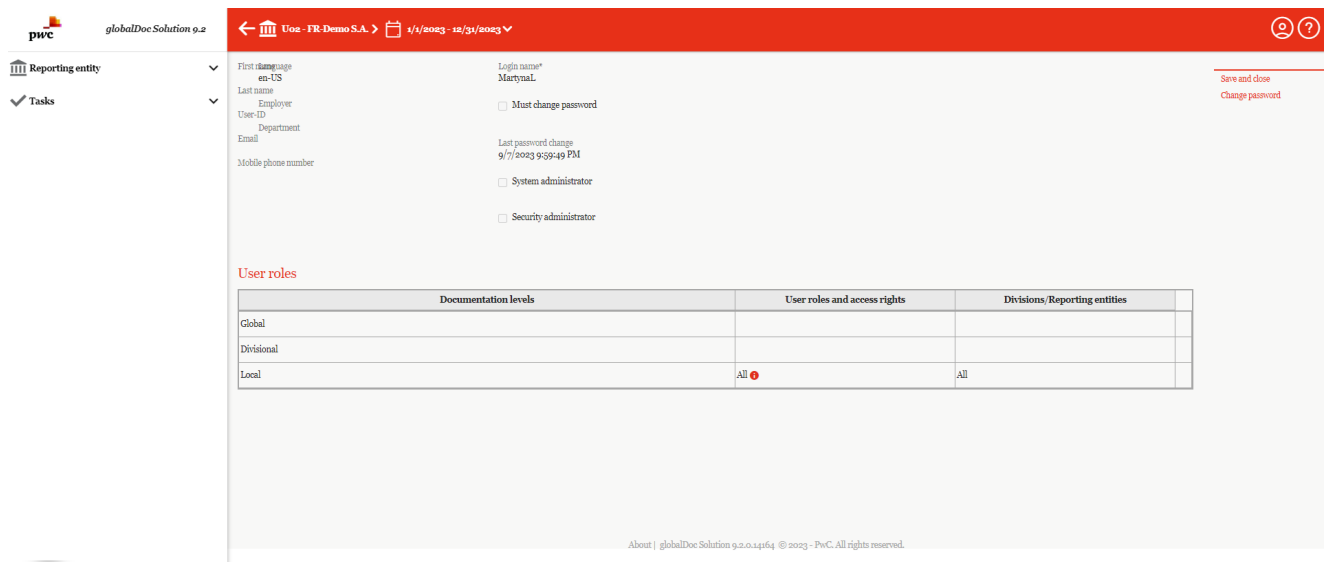 pwc
globalDoc Solution 9.2
U02 - FR-Demo S.A.
1/1/2023 - 12/31/2023
Reporting entity
Tasks
First name
Language
en-US
Last name
Employer
User-ID
Department
Email
Mobile phone number
Login name*
MartynaL
Must change password
Last password change
9/7/2023 9:59:49 PM
System administrator
Security administrator
Save and close
Change password
User roles
Documentation levels User roles and access rights Divisions/Reporting entities
Global
Divisional
Local All All
About | globalDoc Solution 9.2.0.14164 © 2023 - PwC. All rights reserved.